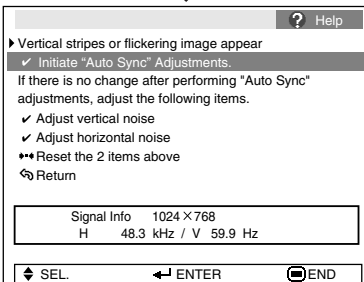 ? Help
Vertical stripes or flickering image appear
✔ Initiate "Auto Sync" Adjustments.
If there is no change after performing "Auto Sync"
adjustments, adjust the following items.
✔ Adjust vertical noise
✔ Adjust horizontal noise
Reset the 2 items above
Return
Signal Info 1024×768
H 48.3 kHz / V 59.9 Hz
SEL. ENTER END